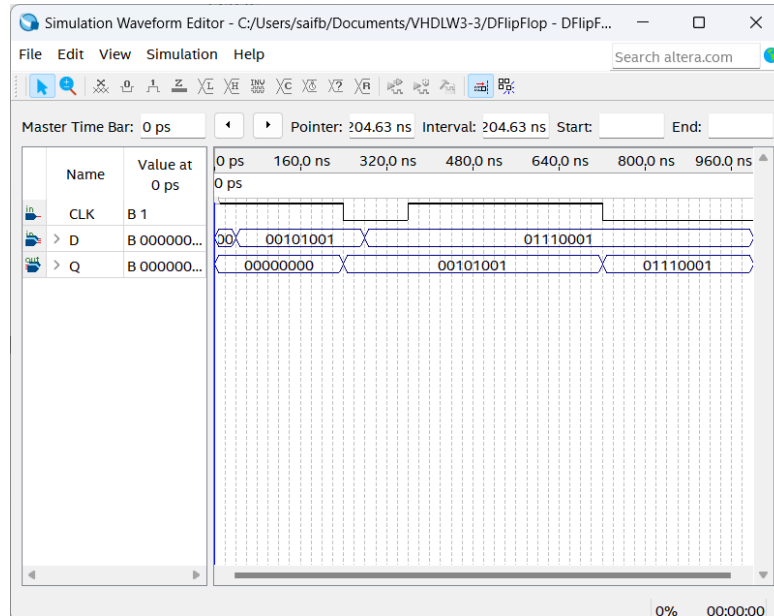 Simulation Waveform Editor - C:/Users/saifb/Documents/VHDLW3-3/DFlipFlop - DFlipF...
File Edit View Simulation Help
Search altera.com
Master Time Bar: 0 ps Pointer: 204.63 ns Interval: 204.63 ns Start: End:
Name Value at 0 ps
0 ps 160,0 ns 320,0 ns 480,0 ns 640,0 ns 800,0 ns 960.0 ns
0 ps
in CLK B 1
D B 000000... 00 00101001 01110001
out Q B 000000... 00000000 00101001 01110001
0% 00:00:00